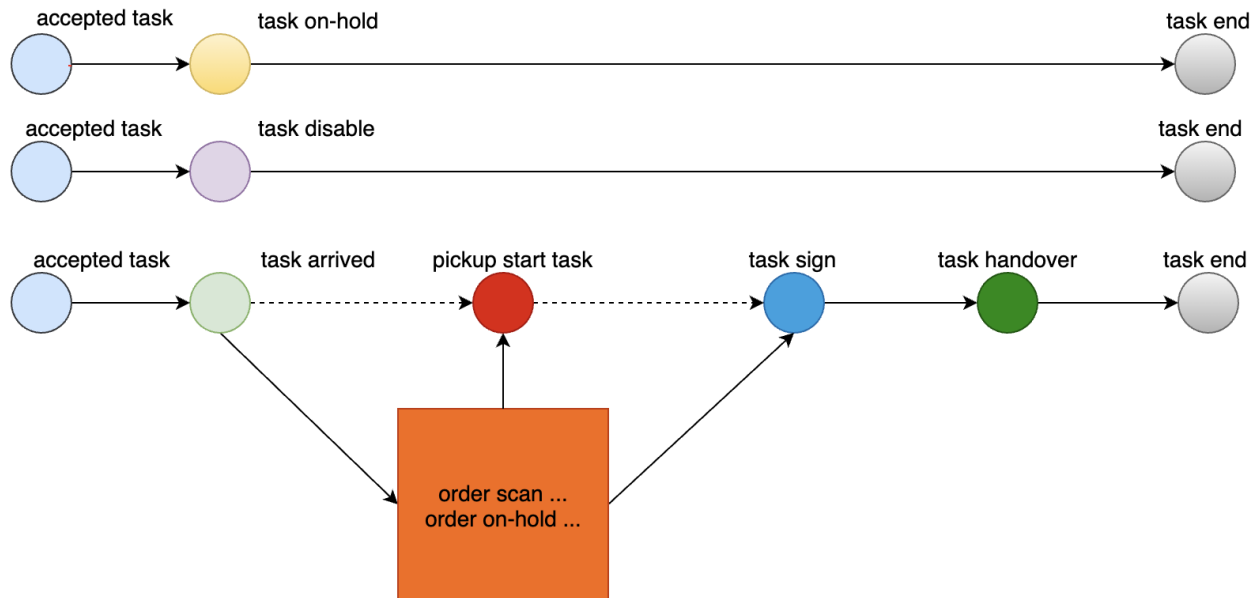 accepted task
task on-hold
task end
accepted task
task disable
task end
accepted task
task arrived
pickup start task
task sign
task handover
task end
order scan ...
order on-hold ...